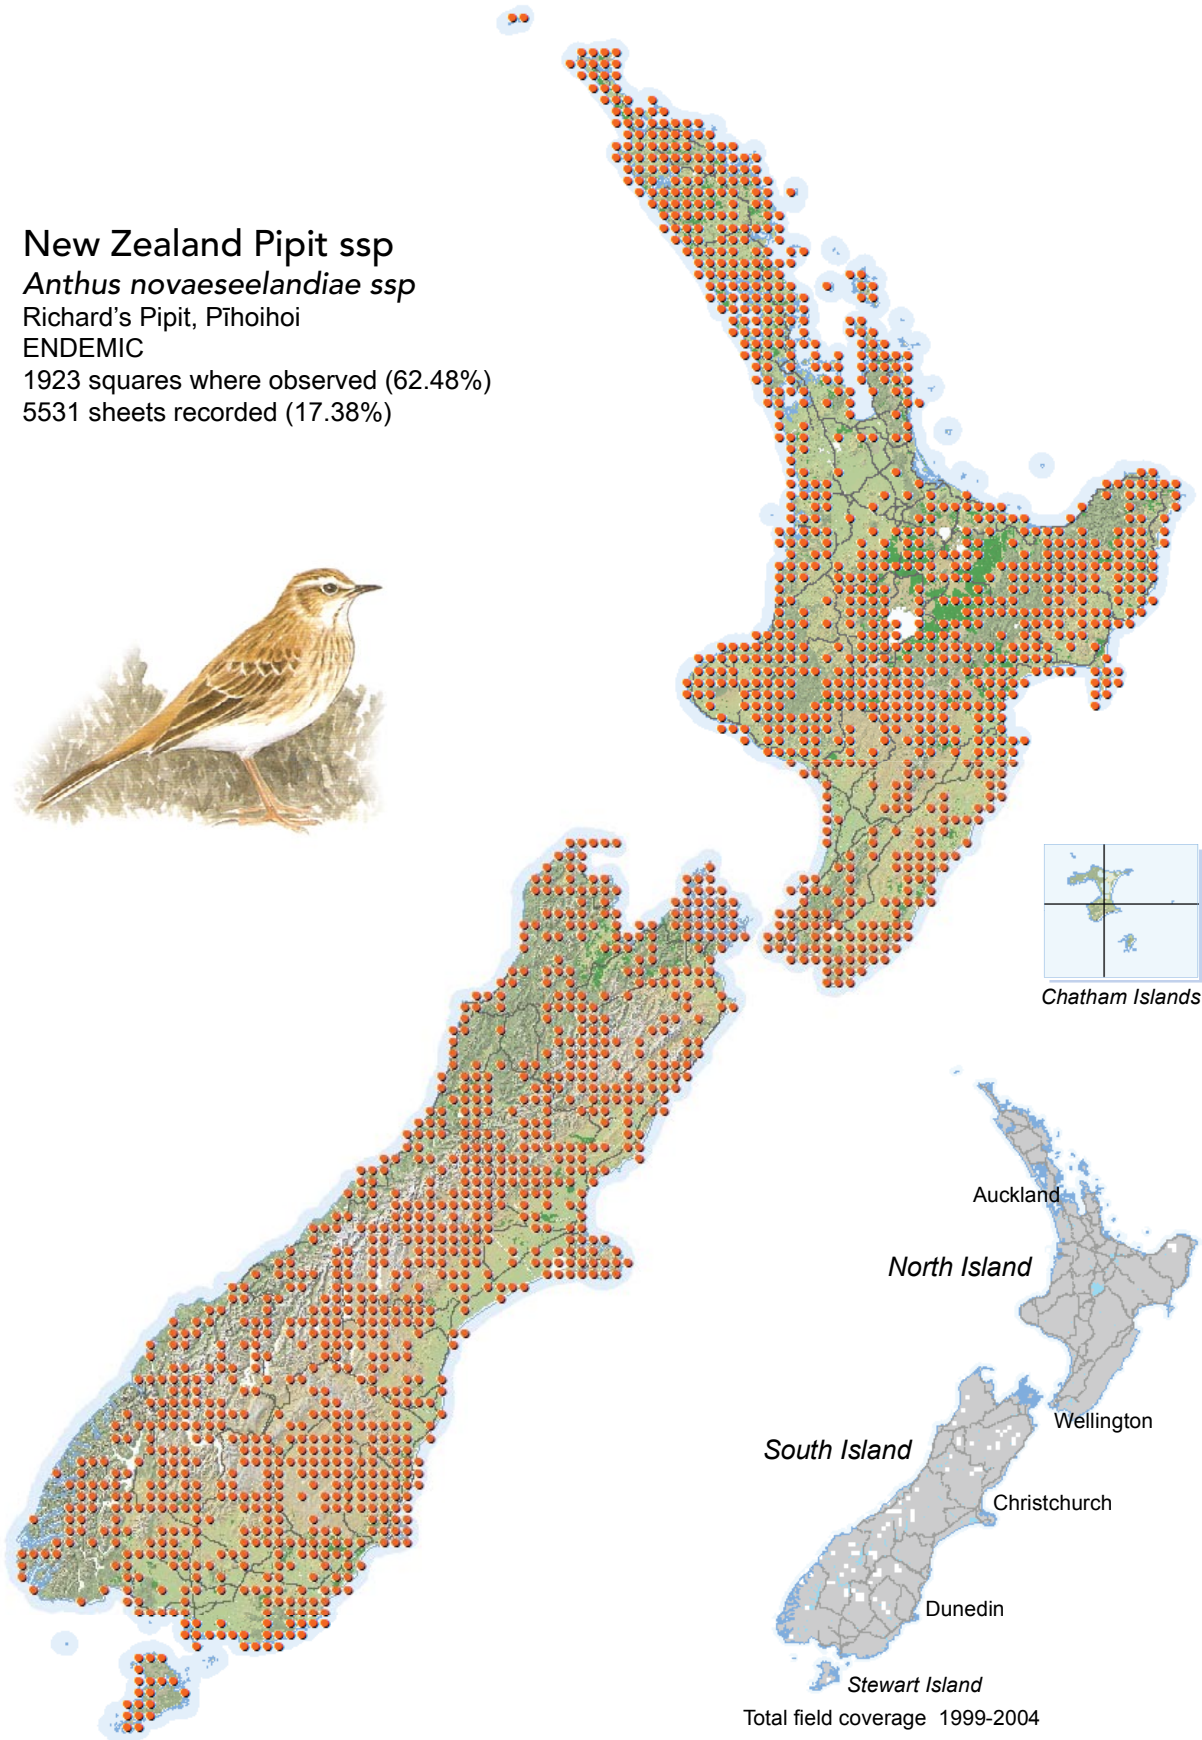 New Zealand Pipit ssp
Anthus novaeseelandiae ssp
Richard's Pipit, Pīhoihoi
ENDEMIC
1923 squares where observed (62.48%)
5531 sheets recorded (17.38%)
Chatham Islands
Auckland
North Island
Wellington
South Island
Christchurch
Dunedin
Stewart Island
Total field coverage 1999-2004